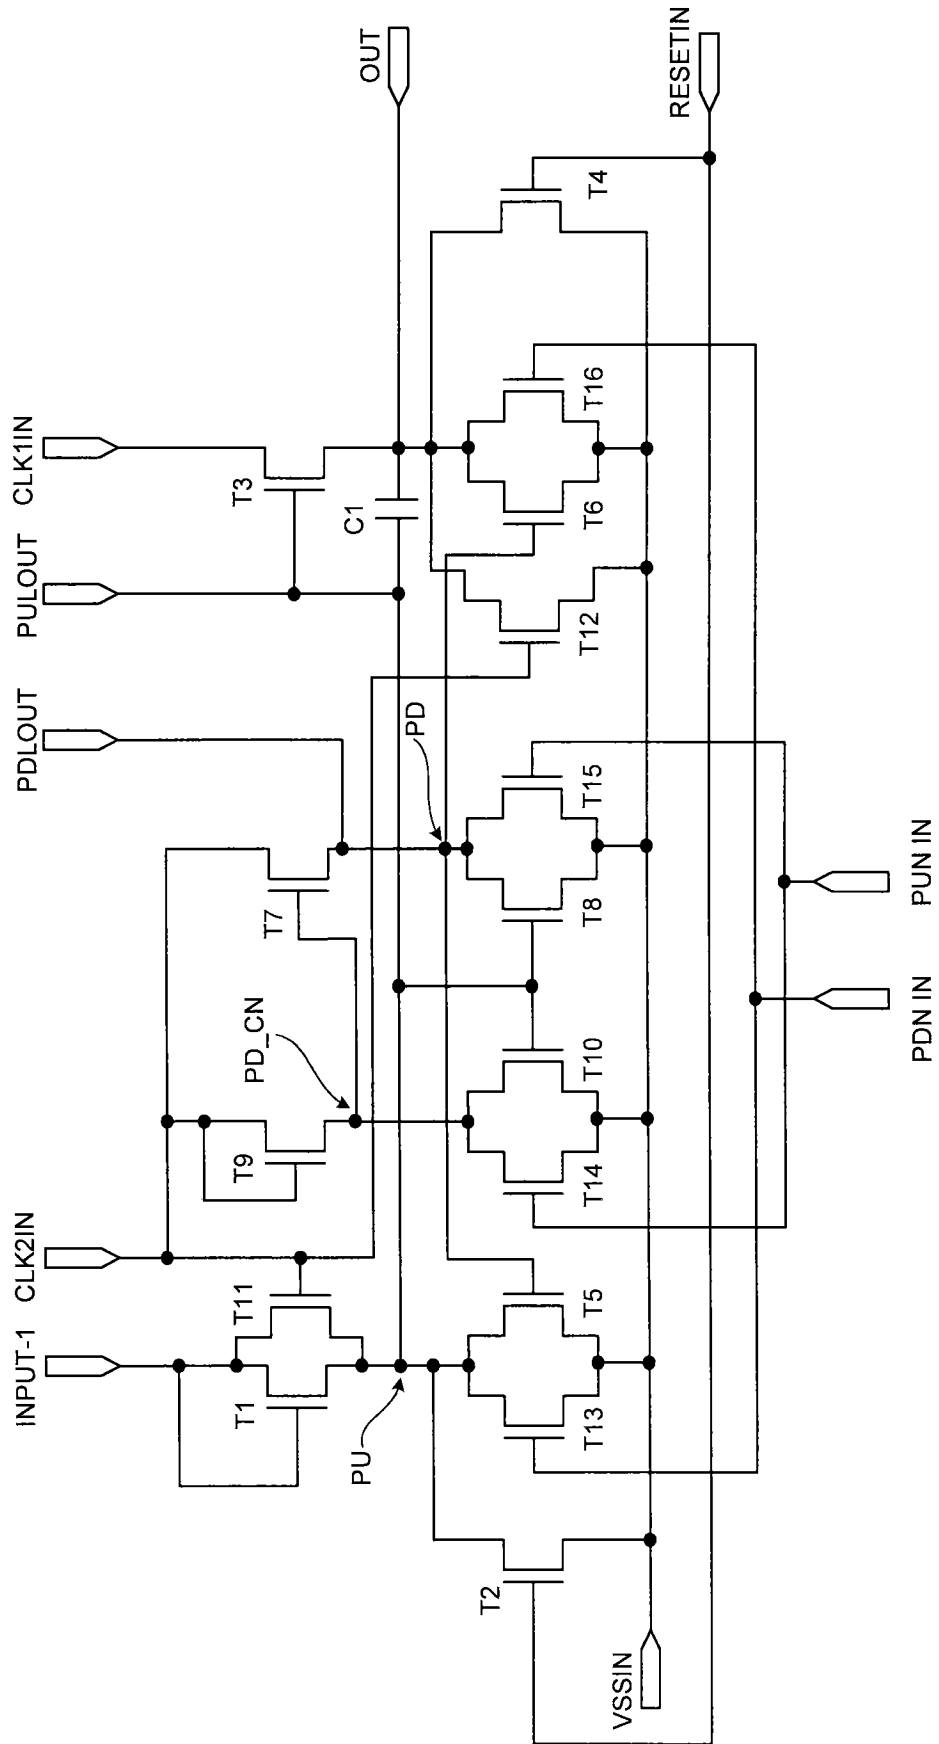 INPUT-1
CLK2IN
PDLOUT
PULOUT
CLK1IN
T1
T11
T9
T7
T3
PD_CN
PU
PD
C1
OUT
T2
T13
T5
T14
T10
T8
T15
T12
T6
T16
T4
VSSIN
RESETIN
PDN IN
PUN IN